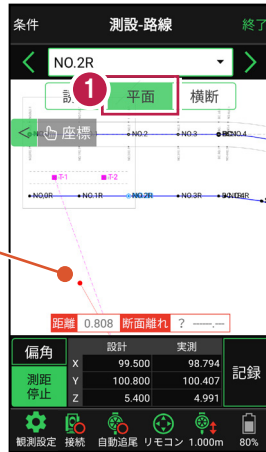 条件 測設-路線 終了
NO.2R
1 平面 横断
座標
NO.2 NO.3
T-1 T-2
NO.0R NO.1R NO.2R NO.3R
距離 0.808 断面離れ ? -----.---
偏角 設計 実測
X 99.500 98.794
測距停止 Y 100.800 100.407 記録
Z 5.400 4.991
観測設定 接続 自動追尾 リモコン 1.000m 80%